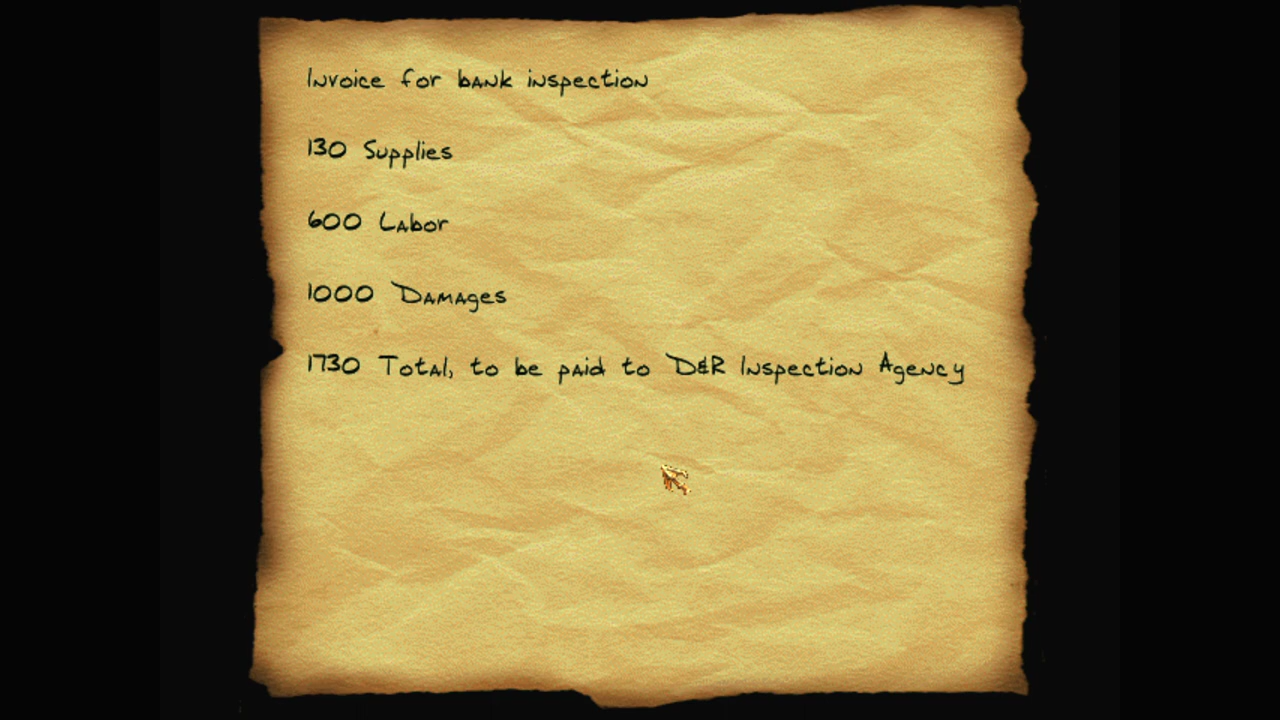 Invoice for bank inspection
130 Supplies
600 Labor
1000 Damages
1730 Total, to be paid to D&R Inspection Agency